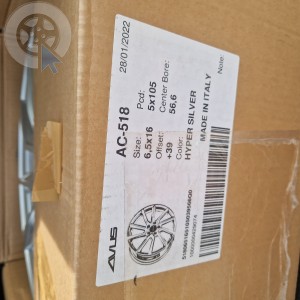 28/01/2022
AC-518
Size: Pcd:
6,5x16 5x105
Offset: Center Bore:
+39 56,6
Color:
HYPER SILVER
MADE IN ITALY
AVUS